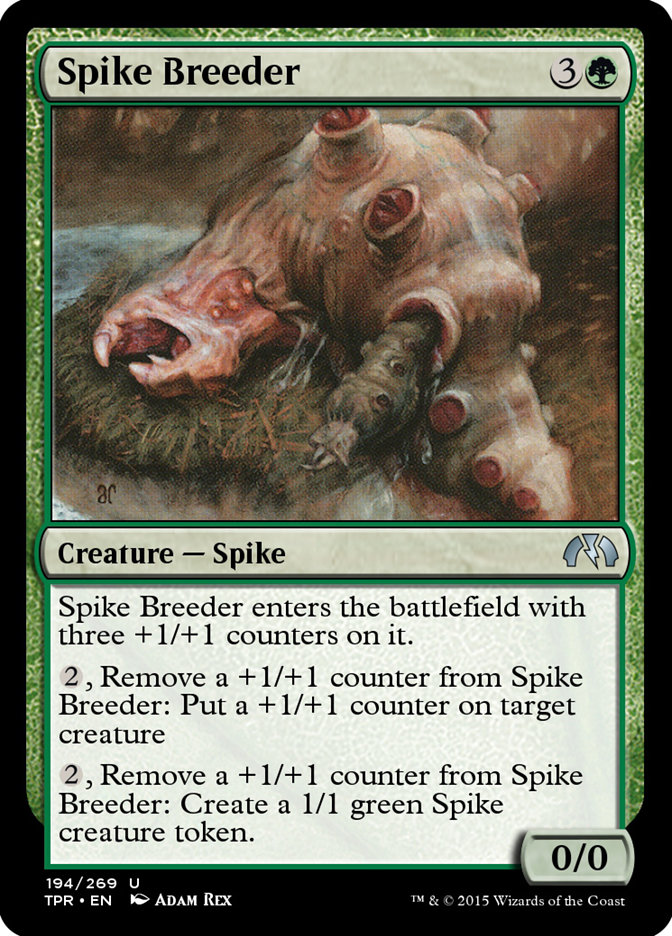 Spike Breeder 3
ar
Creature — Spike
Spike Breeder enters the battlefield with
three +1/+1 counters on it.
2, Remove a +1/+1 counter from Spike
Breeder: Put a +1/+1 counter on target
creature
2, Remove a +1/+1 counter from Spike
Breeder: Create a 1/1 green Spike
creature token.
0/0
194/269 U
TPR • EN Adam Rex
™ & © 2015 Wizards of the Coast